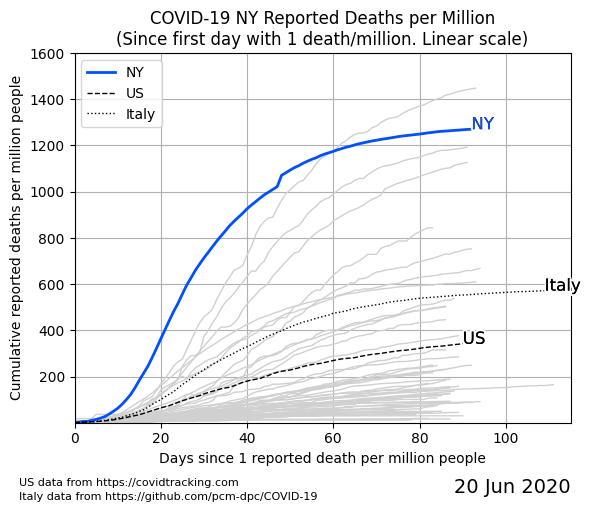 COVID-19 NY Reported Deaths per Million
(Since first day with 1 death/million. Linear scale)
Cumulative reported deaths per million people
1600
1400
1200
1000
800
600
400
200
NY
US
Italy
NY
Italy
US
0
20
40
60
80
100
Days since 1 reported death per million people
US data from https://covidtracking.com
Italy data from https://github.com/pcm-dpc/COVID-19
20 Jun 2020